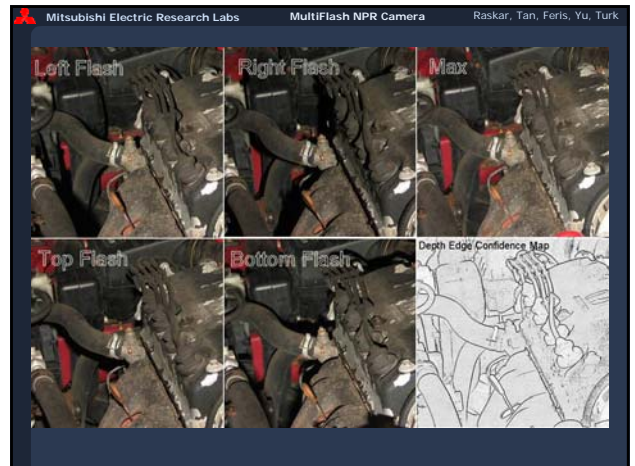 Mitsubishi Electric Research Labs MultiFlash NPR Camera Raskar, Tan, Feris, Yu, Turk
Left Flash Right Flash Max
Top Flash Bottom Flash Depth Edge Confidence Map